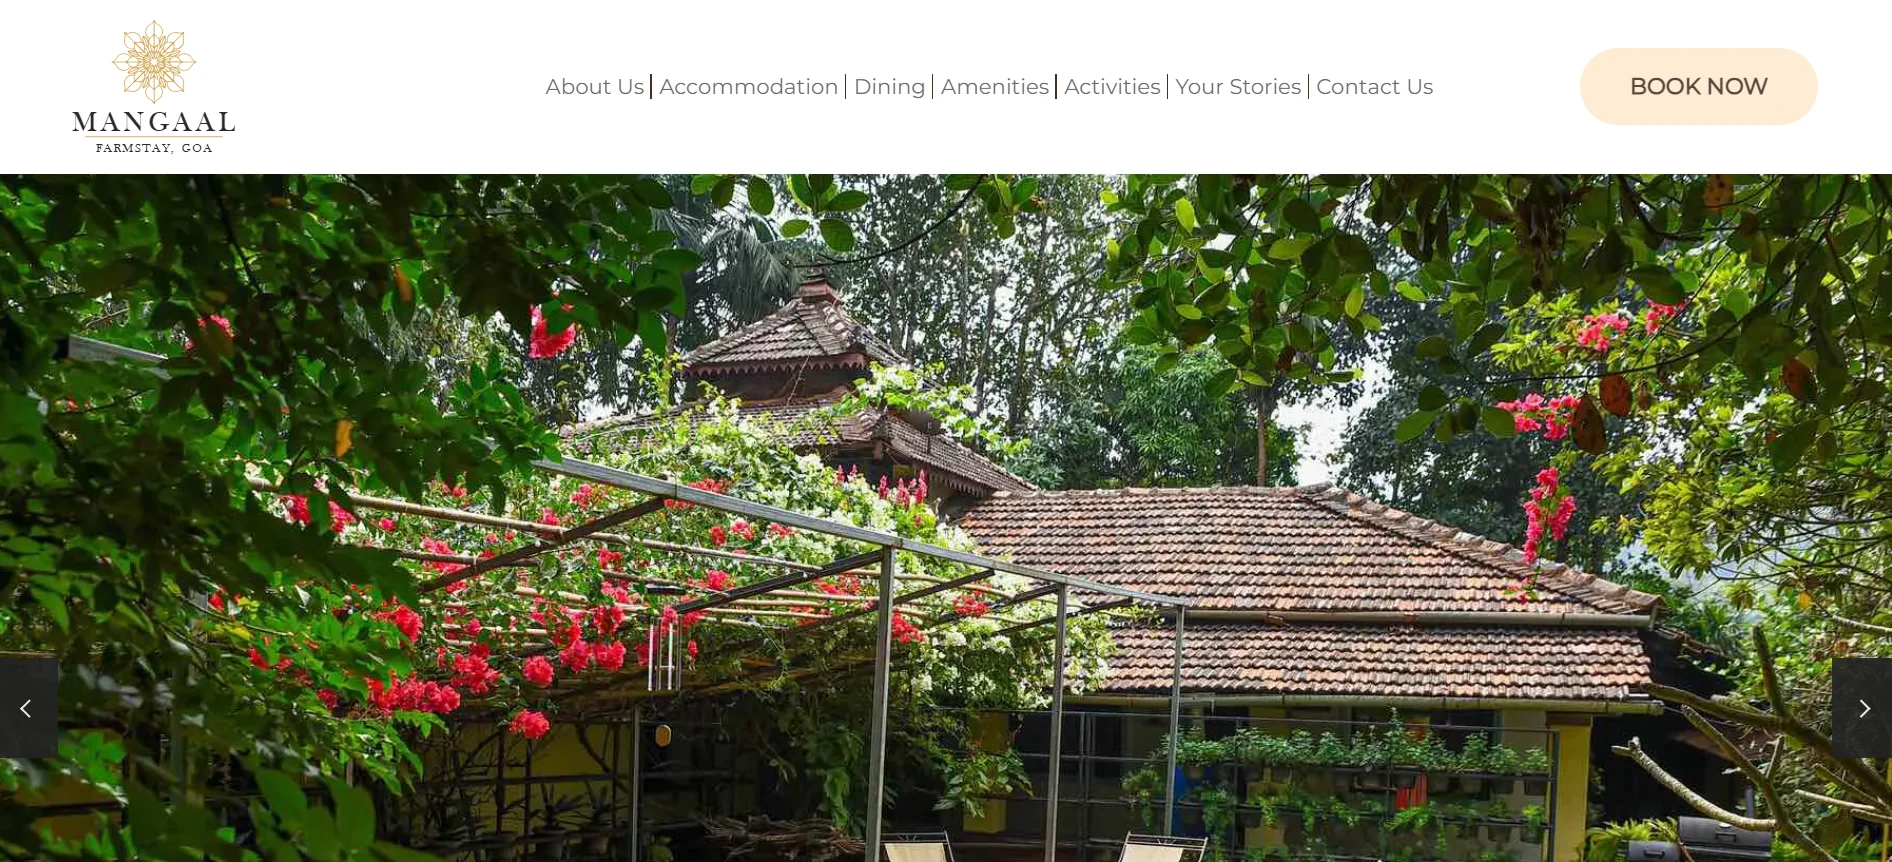 MANGAAL
FARMSTAY, GOA
About Us | Accommodation | Dining | Amenities | Activities | Your Stories | Contact Us
BOOK NOW